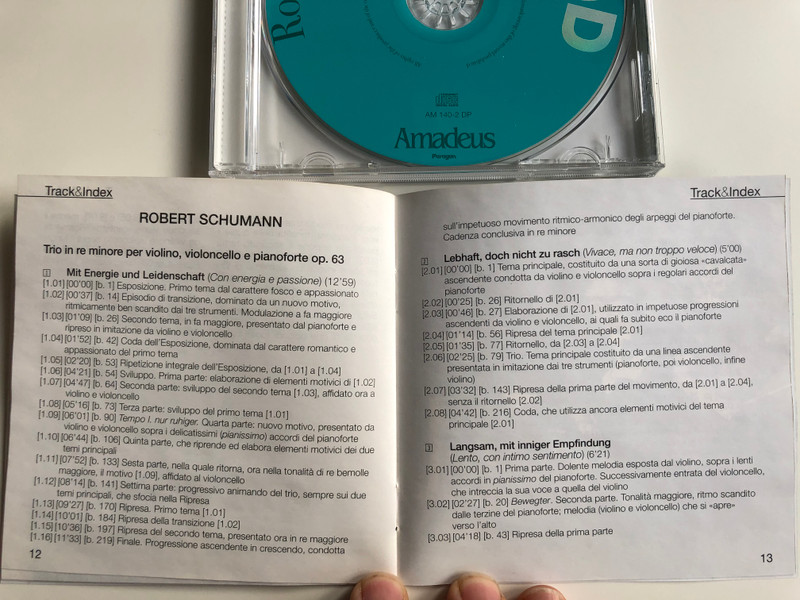 Ro
OD
AM 140-2 DP
Amadeus
Paragon
Track&Index
ROBERT SCHUMANN
Trio in re minore per violino, violoncello e pianoforte op. 63
1 Mit Energie und Leidenschaft (Con energia e passione) (12'59)
[1.01] [00'00] [b. 1] Esposizione. Primo tema dal carattere fosco e appassionato
[1.02] [00'37] [b. 14] Episodio di transizione, dominato da un nuovo motivo,
ritmicamente ben scandito dai tre strumenti. Modulazione a fa maggiore
[1.03] [01'09] [b. 26] Secondo tema, in fa maggiore, presentato dal pianoforte e
ripreso in imitazione da violino e violoncello
[1.04] [01'52] [b. 42] Coda dell'Esposizione, dominata dal carattere romantico e
appassionato del primo tema
[1.05] [02'20] [b. 53] Ripetizione integrale dell'Esposizione, da [1.01] a [1.04]
[1.06] [04'21] [b. 54] Sviluppo. Prima parte: elaborazione di elementi motivici di [1.02]
[1.07] [04'47] [b. 64] Seconda parte: sviluppo del secondo tema [1.03], affidato ora a
violino e violoncello
[1.08] [05'16] [b. 73] Terza parte: sviluppo del primo tema [1.01]
[1.09] [06'01] [b. 90] Tempo I. nur ruhiger. Quarta parte: nuovo motivo, presentato da
violino e violoncello sopra i delicatissimi (pianissimo) accordi del pianoforte
[1.10] [06'44] [b. 106] Quinta parte, che riprende ed elabora elementi motivici dei due
temi principali
[1.11] [07'52] [b. 133] Sesta parte, nella quale ritorna, ora nella tonalità di re bemolle
maggiore, il motivo [1.09], affidato al violoncello
[1.12] [08'14] [b. 141] Settima parte: progressivo animando del trio, sempre sui due
temi principali, che sfocia nella Ripresa
[1.13] [09'27] [b. 170] Ripresa. Primo tema [1.01]
[1.14] [10'01] [b. 184] Ripresa della transizione [1.02]
[1.15] [10'36] [b. 197] Ripresa del secondo tema, presentato ora in re maggiore
[1.16] [11'33] [b. 219] Finale. Progressione ascendente in crescendo, condotta
12
Track&Index
sull'impetuoso movimento ritmico-armonico degli arpeggi del pianoforte.
Cadenza conclusiva in re minore
2 Lebhaft, doch nicht zu rasch (Vivace, ma non troppo veloce) (5'00)
[2.01] [00'00] [b. 1] Tema principale, costituito da una sorta di gioiosa «cavalcata»
ascendente condotta da violino e violoncello sopra i regolari accordi del
pianoforte
[2.02] [00'25] [b. 26] Ritornello di [2.01]
[2.03] [00'46] [b. 27] Elaborazione di [2.01], utilizzato in impetuose progressioni
ascendenti da violino e violoncello, ai quali fa subito eco il pianoforte
[2.04] [01'14] [b. 56] Ripresa del tema principale [2.01]
[2.05] [01'35] [b. 77] Ritornello, da [2.03] a [2.04]
[2.06] [02'25] [b. 79] Trio. Tema principale costituito da una linea ascendente
presentata in imitazione dai tre strumenti (pianoforte, poi violoncello, infine
violino)
[2.07] [03'32] [b. 143] Ripresa della prima parte del movimento, da [2.01] a [2.04],
senza il ritornello [2.02]
[2.08] [04'42] [b. 216] Coda, che utilizza ancora elementi motivici del tema
principale [2.01]
3 Langsam, mit inniger Empfindung
(Lento, con intimo sentimento) (6'21)
[3.01] [00'00] [b. 1] Prima parte. Dolente melodia esposta dal violino, sopra i lenti
accordi in pianissimo del pianoforte. Successivamente entrata del violoncello,
che intreccia la sua voce a quella del violino
[3.02] [02'27] [b. 20] Bewegter. Seconda parte. Tonalità maggiore, ritmo scandito
dalle terzine del pianoforte; melodia (violino e violoncello) che si «apre»
verso l'alto
[3.03] [04'18] [b. 43] Ripresa della prima parte
13